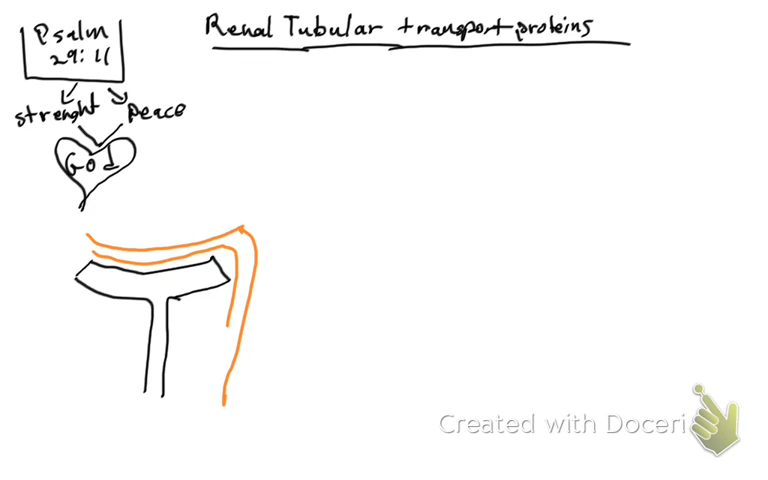 Psalm
29:11
strenght peace
God
Renal Tubular transport proteins
Created with Doceri